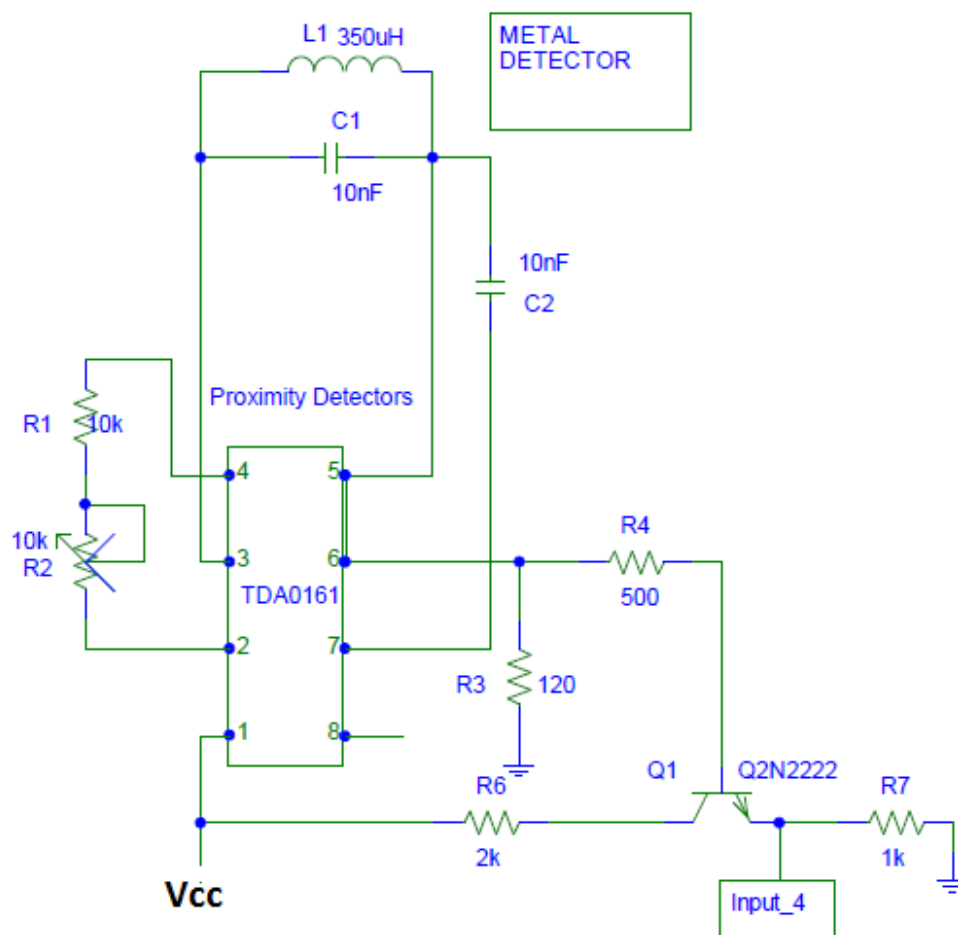 L1 350uH
METAL
DETECTOR
C1
10nF
10nF
C2
Proximity Detectors
R1 10k
4 5
10k
R2
3 6
R4
TDA0161
500
2 7
R3 120
1 8
R6
Q1 Q2N2222
R7
2k
1k
Vcc
Input_4